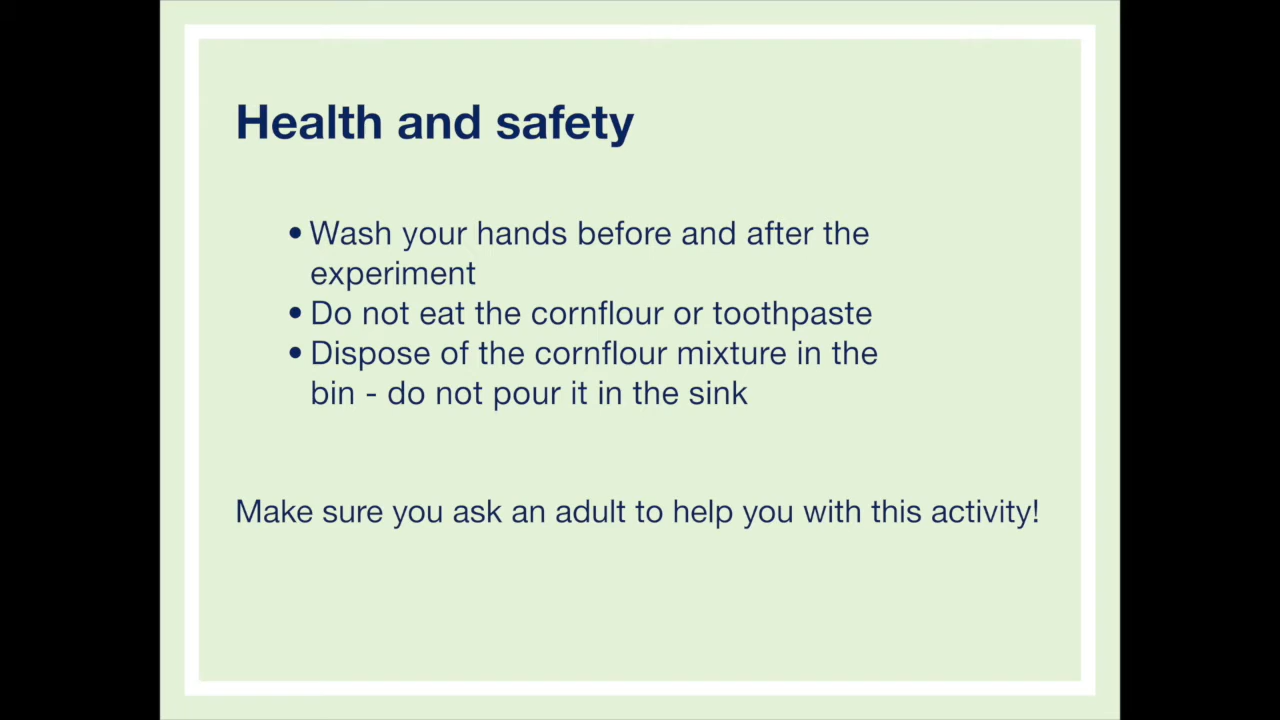 Health and safety
• Wash your hands before and after the
experiment
• Do not eat the cornflour or toothpaste
• Dispose of the cornflour mixture in the
bin - do not pour it in the sink
Make sure you ask an adult to help you with this activity!